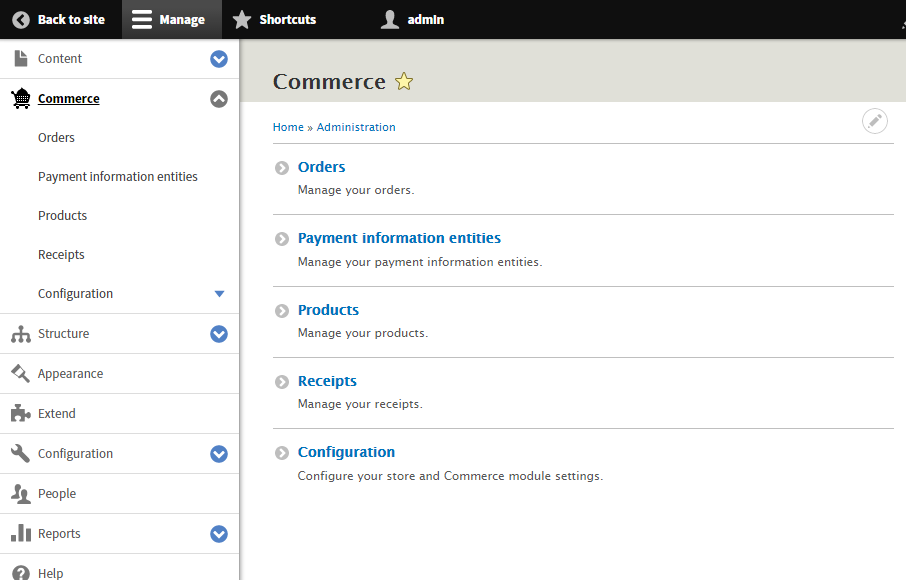 Back to site
Manage
Shortcuts
admin
Content
Commerce
Orders
Payment information entities
Products
Receipts
Configuration
Structure
Appearance
Extend
Configuration
People
Reports
Help
Commerce
Home » Administration
Orders
Manage your orders.
Payment information entities
Manage your payment information entities.
Products
Manage your products.
Receipts
Manage your receipts.
Configuration
Configure your store and Commerce module settings.